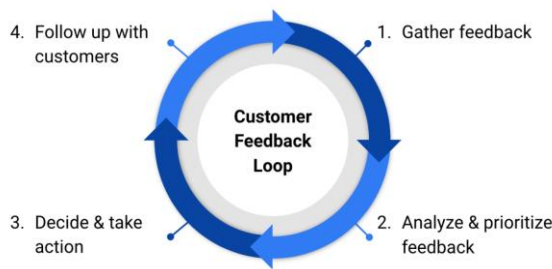 4. Follow up with
customers
1. Gather feedback
Customer
Feedback
Loop
3. Decide & take
action
2. Analyze & prioritize
feedback